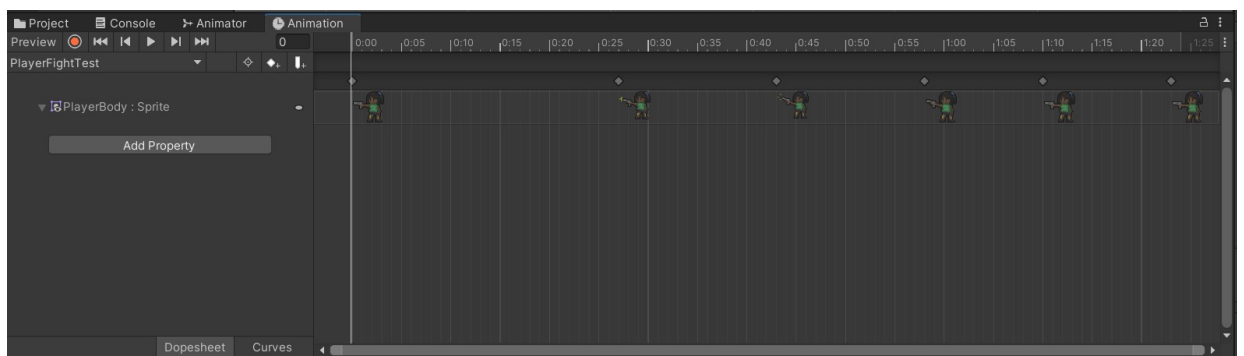 Project Console Animator Animation
Preview 0 0:00 0:05 0:10 0:15 0:20 0:25 0:30 0:35 0:40 0:45 0:50 0:55 1:00 1:05 1:10 1:15 1:20 1:25
PlayerFightTest
PlayerBody : Sprite
Add Property
Dopesheet Curves